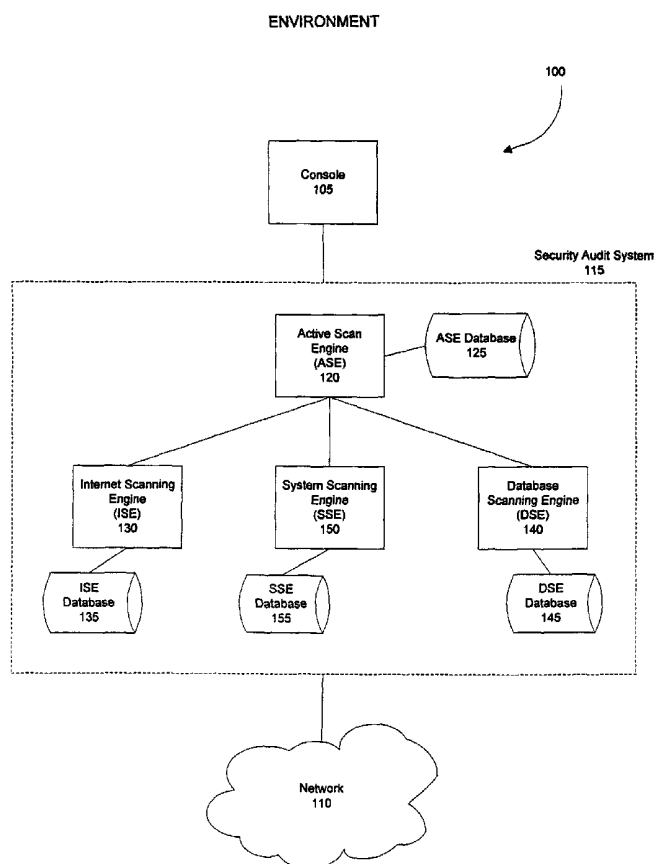 ENVIRONMENT
100
Console
105
Security Audit System
115
Active Scan
Engine
(ASE)
120
ASE Database
125
Internet Scanning
Engine
(ISE)
130
System Scanning
Engine
(SSE)
150
Database
Scanning Engine
(DSE)
140
ISE
Database
135
SSE
Database
155
DSE
Database
145
Network
110